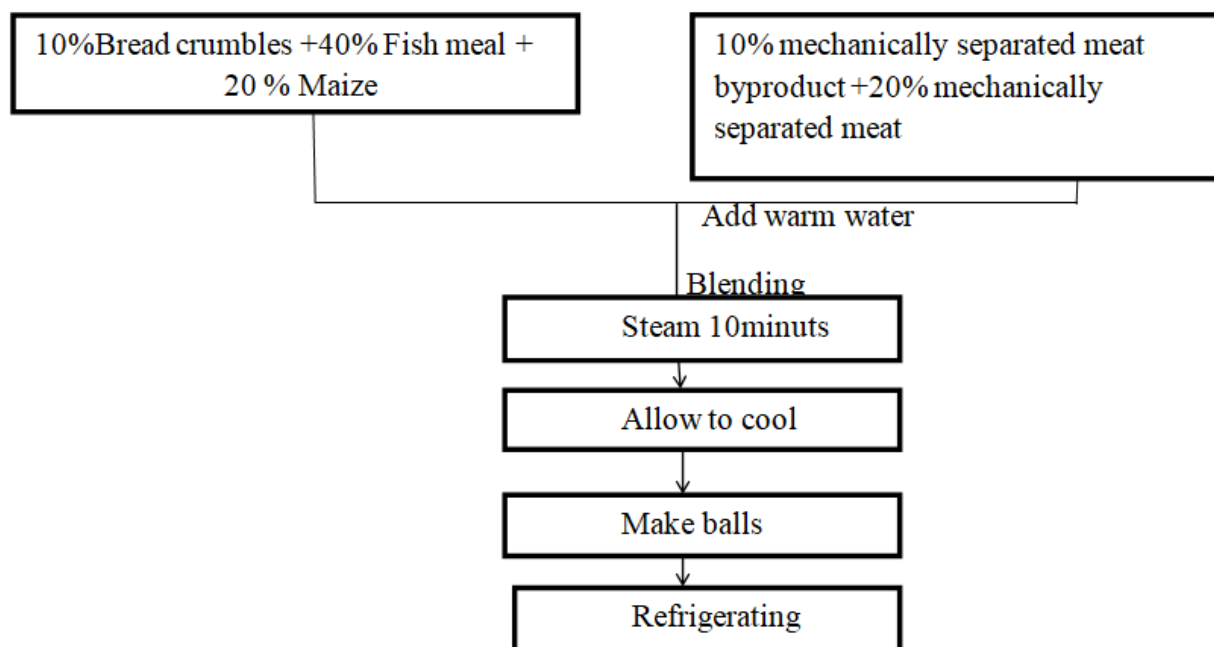 10%Bread crumbles +40% Fish meal +
20 % Maize
10% mechanically separated meat
byproduct +20% mechanically
separated meat
Add warm water
Blending
Steam 10minuts
Allow to cool
Make balls
Refrigerating